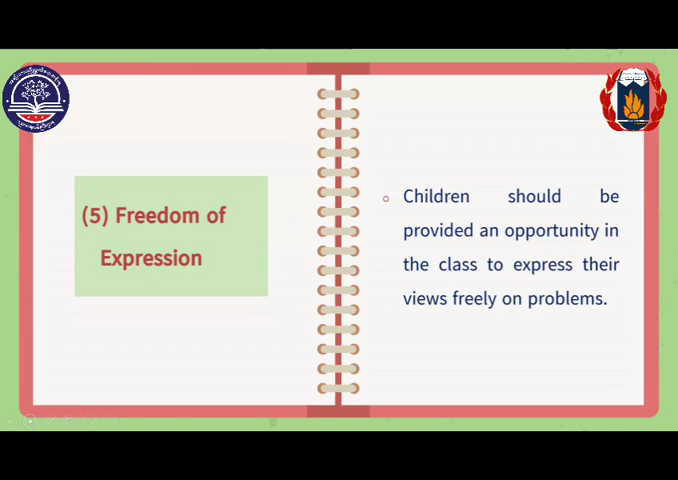 (5) Freedom of
Expression
Children should be
provided an opportunity in
the class to express their
views freely on problems.